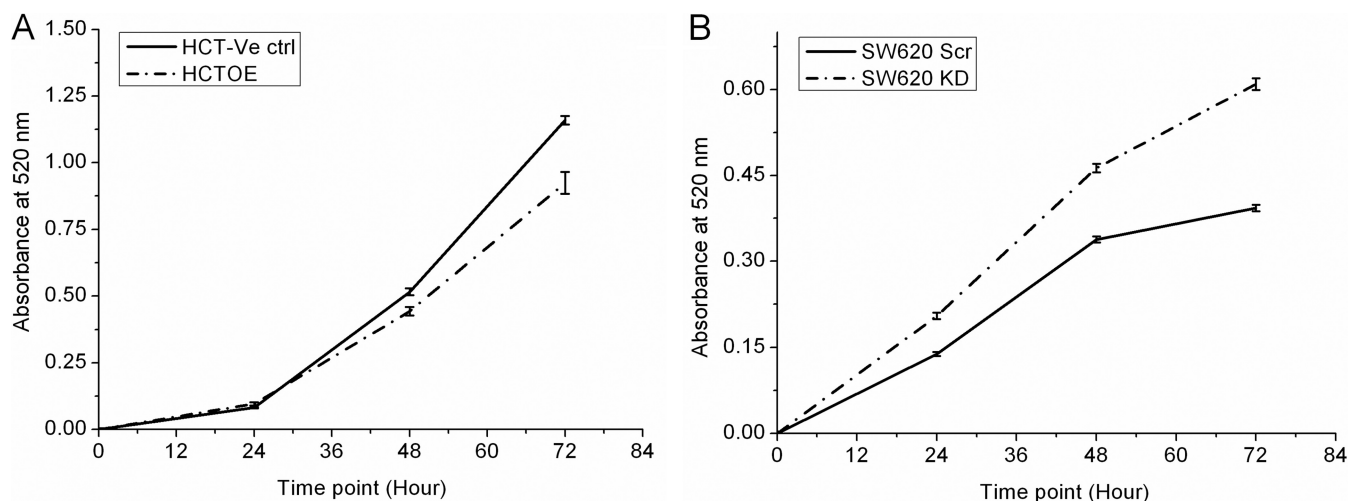 A
1.50
1.25
1.00
0.75
0.50
0.25
0.00
Absorbance at 520 nm
HCT-Ve ctrl
HCTOE
0 12 24 36 48 60 72 84
Time point (Hour)
B
0.60
0.45
0.30
0.15
0.00
Absorbance at 520 nm
SW620 Scr
SW620 KD
0 12 24 36 48 60 72 84
Time point (Hour)